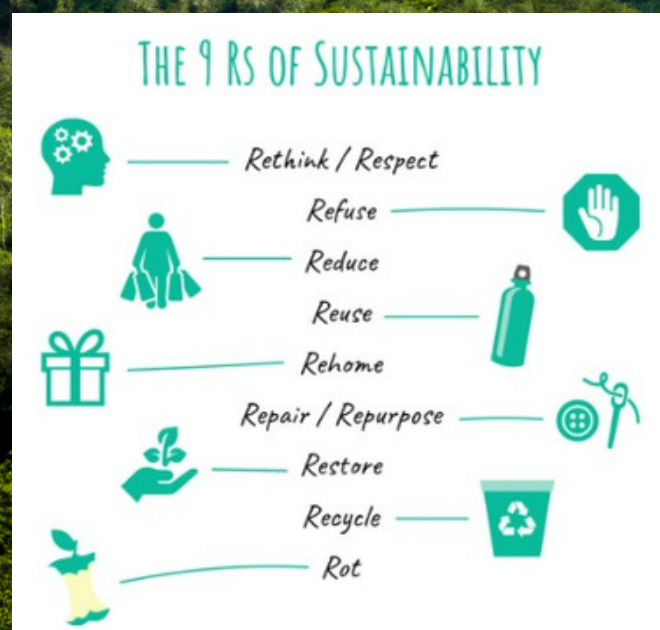 THE 9 RS OF SUSTAINABILITY
Rethink / Respect
Refuse
Reduce
Reuse
Rehome
Repair / Repurpose
Restore
Recycle
Rot